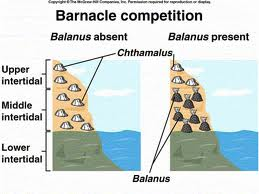 Copyright © The McGraw-Hill Companies, Inc. Permission required for reproduction or display.
Barnacle competition
Balanus absent
Balanus present
Chthamalus
Upper
intertidal
Middle
intertidal
Lower
intertidal
Balanus